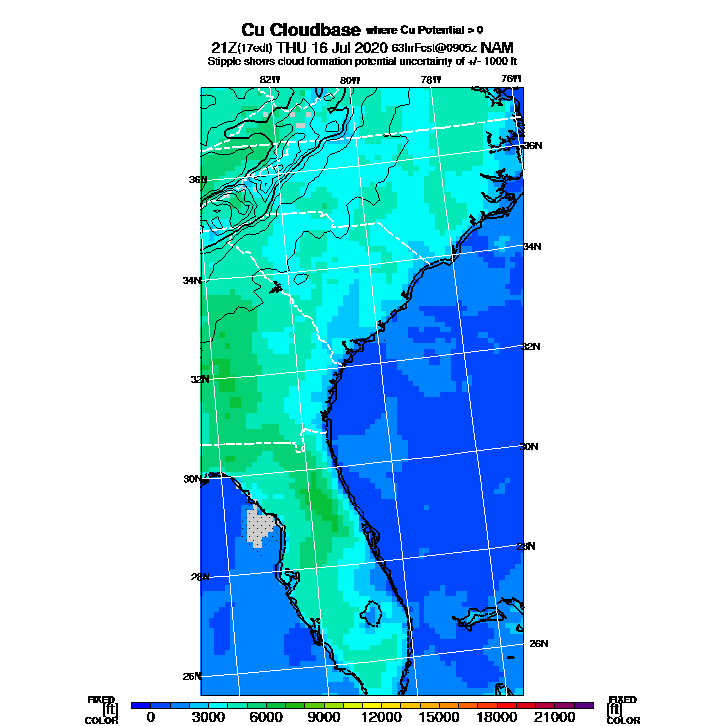 Cu Cloudbase where Cu Potential > 0
21Z(17edt) THU 16 Jul 2020 63hrFcst@0905z NAM
Stipple shows cloud formation potential uncertainty of +/- 1000 ft
82W 80W 78W 76W
36N
36N
34N
34N
32N
32N
30N
30N
28N
28N
26N
26N
FIXED FIXED
[ft] [ft]
COLOR COLOR
0 3000 6000 9000 12000 15000 18000 21000